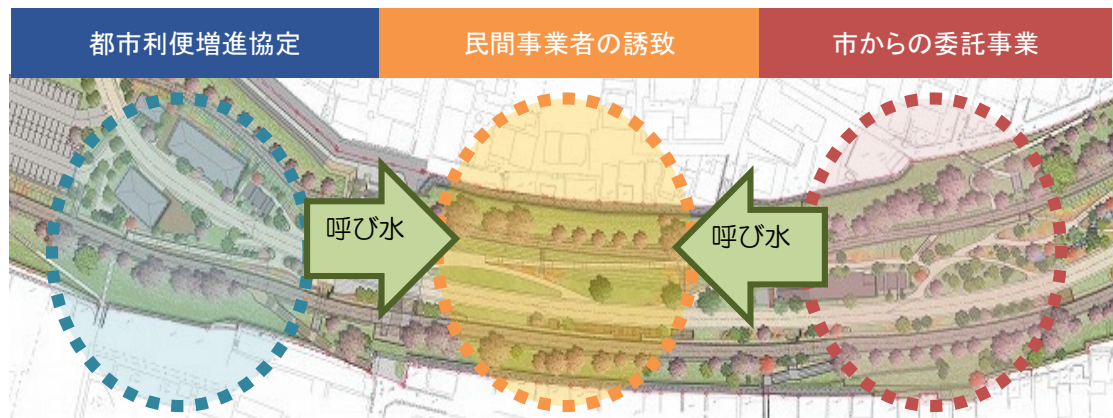 都市利便増進協定
民間事業者の誘致
市からの委託事業
呼び水
呼び水